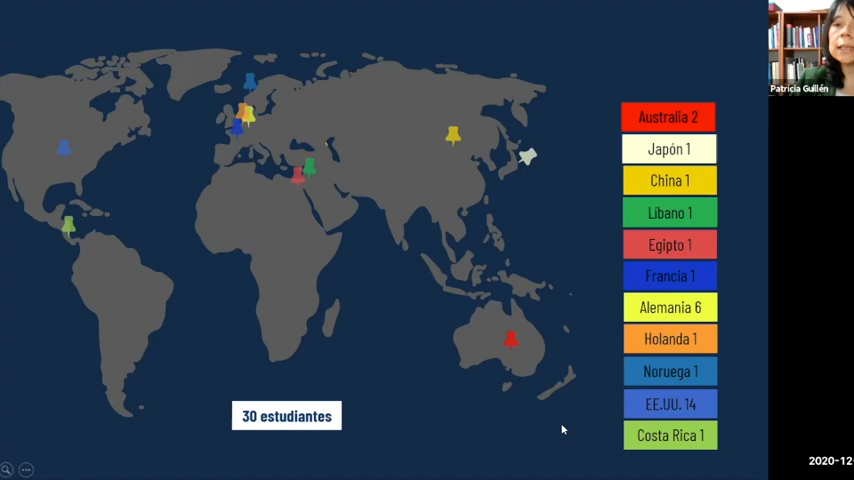 Patricia Guillén
Australia 2
Japón 1
China 1
Líbano 1
Egipto 1
Francia 1
Alemania 6
Holanda 1
Noruega 1
EE.UU. 14
Costa Rica 1
30 estudiantes
2020-12-